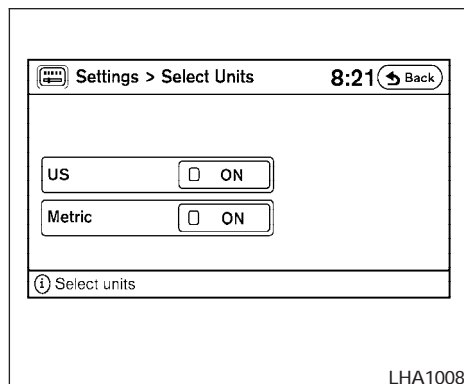 Settings > Select Units 8:21 Back
US ON
Metric ON
i Select units
LHA1008